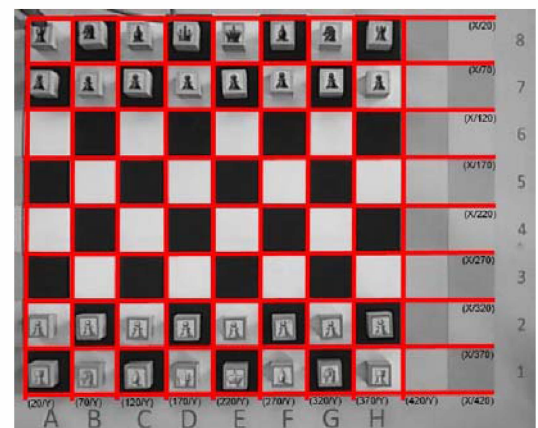 (X/20)
8
(X/70)
7
(X/120)
6
(X/170)
5
(X/220)
4
(X/270)
3
(X/320)
2
(X/370)
1
(20/Y) (70/Y) (120/Y) (170/Y) (220/Y) (270/Y) (320/Y) (370/Y) (420/Y) (X/420)
A B C D E F G H